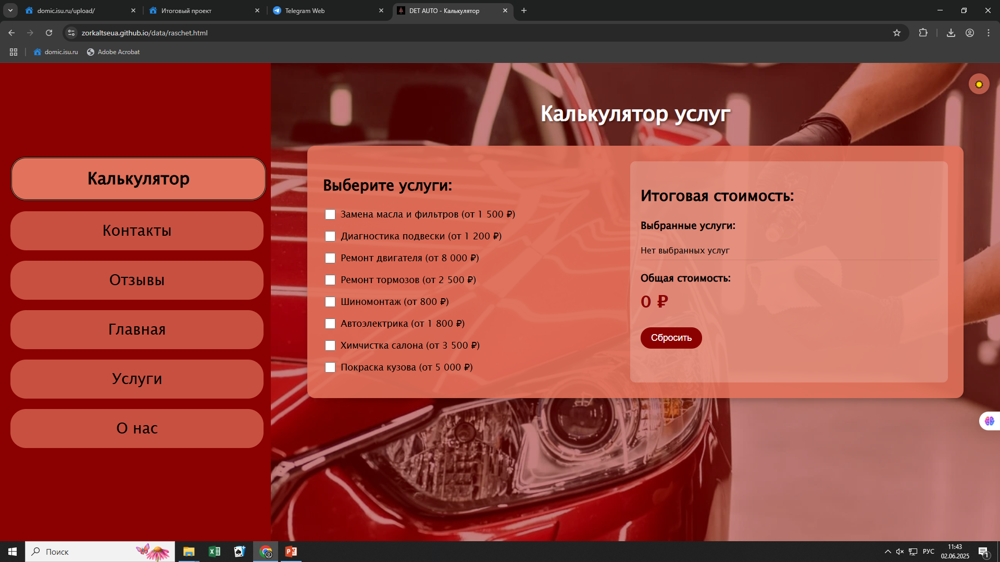 domic.isu.ru/upload/
Итоговый проект
Telegram Web
DET AUTO - Калькулятор
zorkaltseua.github.io/data/raschet.html
domic.isu.ru
Adobe Acrobat
Калькулятор
Контакты
Отзывы
Главная
Услуги
О нас
Калькулятор услуг
Выберите услуги:
Замена масла и фильтров (от 1 500 ₽)
Диагностика подвески (от 1 200 ₽)
Ремонт двигателя (от 8 000 ₽)
Ремонт тормозов (от 2 500 ₽)
Шиномонтаж (от 800 ₽)
Автоэлектрика (от 1 800 ₽)
Химчистка салона (от 3 500 ₽)
Покраска кузова (от 5 000 ₽)
Итоговая стоимость:
Выбранные услуги:
Нет выбранных услуг
Общая стоимость:
0 ₽
Сбросить
Поиск
РУС
11:43
02.06.2025
1